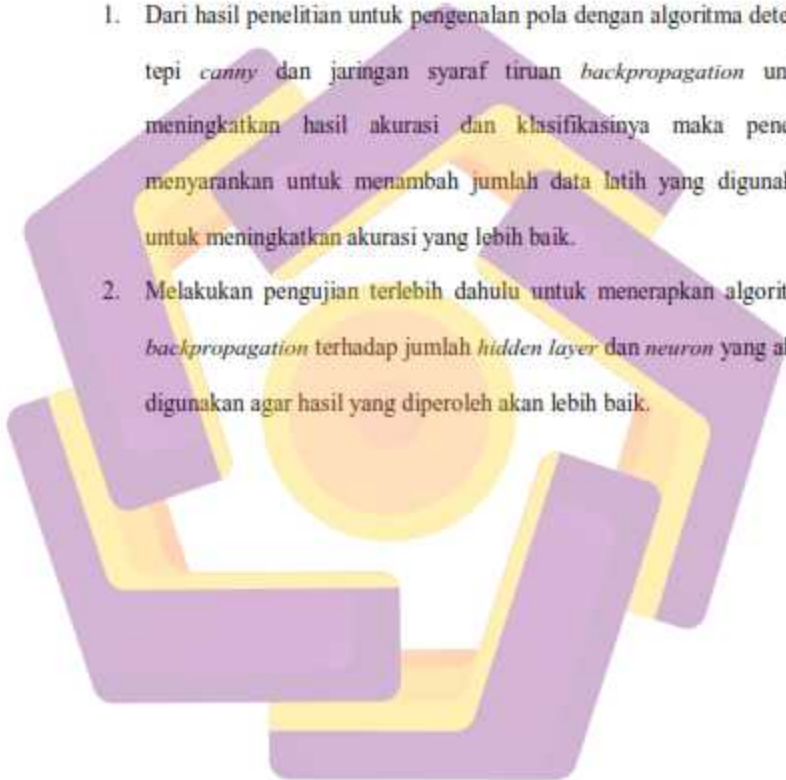 1. Dari hasil penelitian untuk pengenalan pola dengan algoritma dete
tepi canny dan jaringan syaraf tiruan backpropagation un
meningkatkan hasil akurasi dan klasifikasinya maka pene
menyarankan untuk menambah jumlah data latih yang digunak
untuk meningkatkan akurasi yang lebih baik.
2. Melakukan pengujian terlebih dahulu untuk menerapkan algorit
backpropagation terhadap jumlah hidden layer dan neuron yang al
digunakan agar hasil yang diperoleh akan lebih baik.